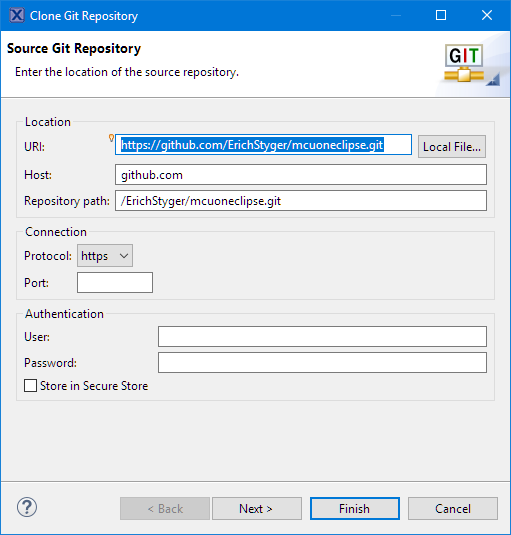 Clone Git Repository
Source Git Repository
Enter the location of the source repository.
GIT
Location
URI: https://github.com/ErichStyger/mcuoneclipse.git Local File...
Host: github.com
Repository path: /ErichStyger/mcuoneclipse.git
Connection
Protocol: https
Port:
Authentication
User:
Password:
Store in Secure Store
? < Back Next > Finish Cancel